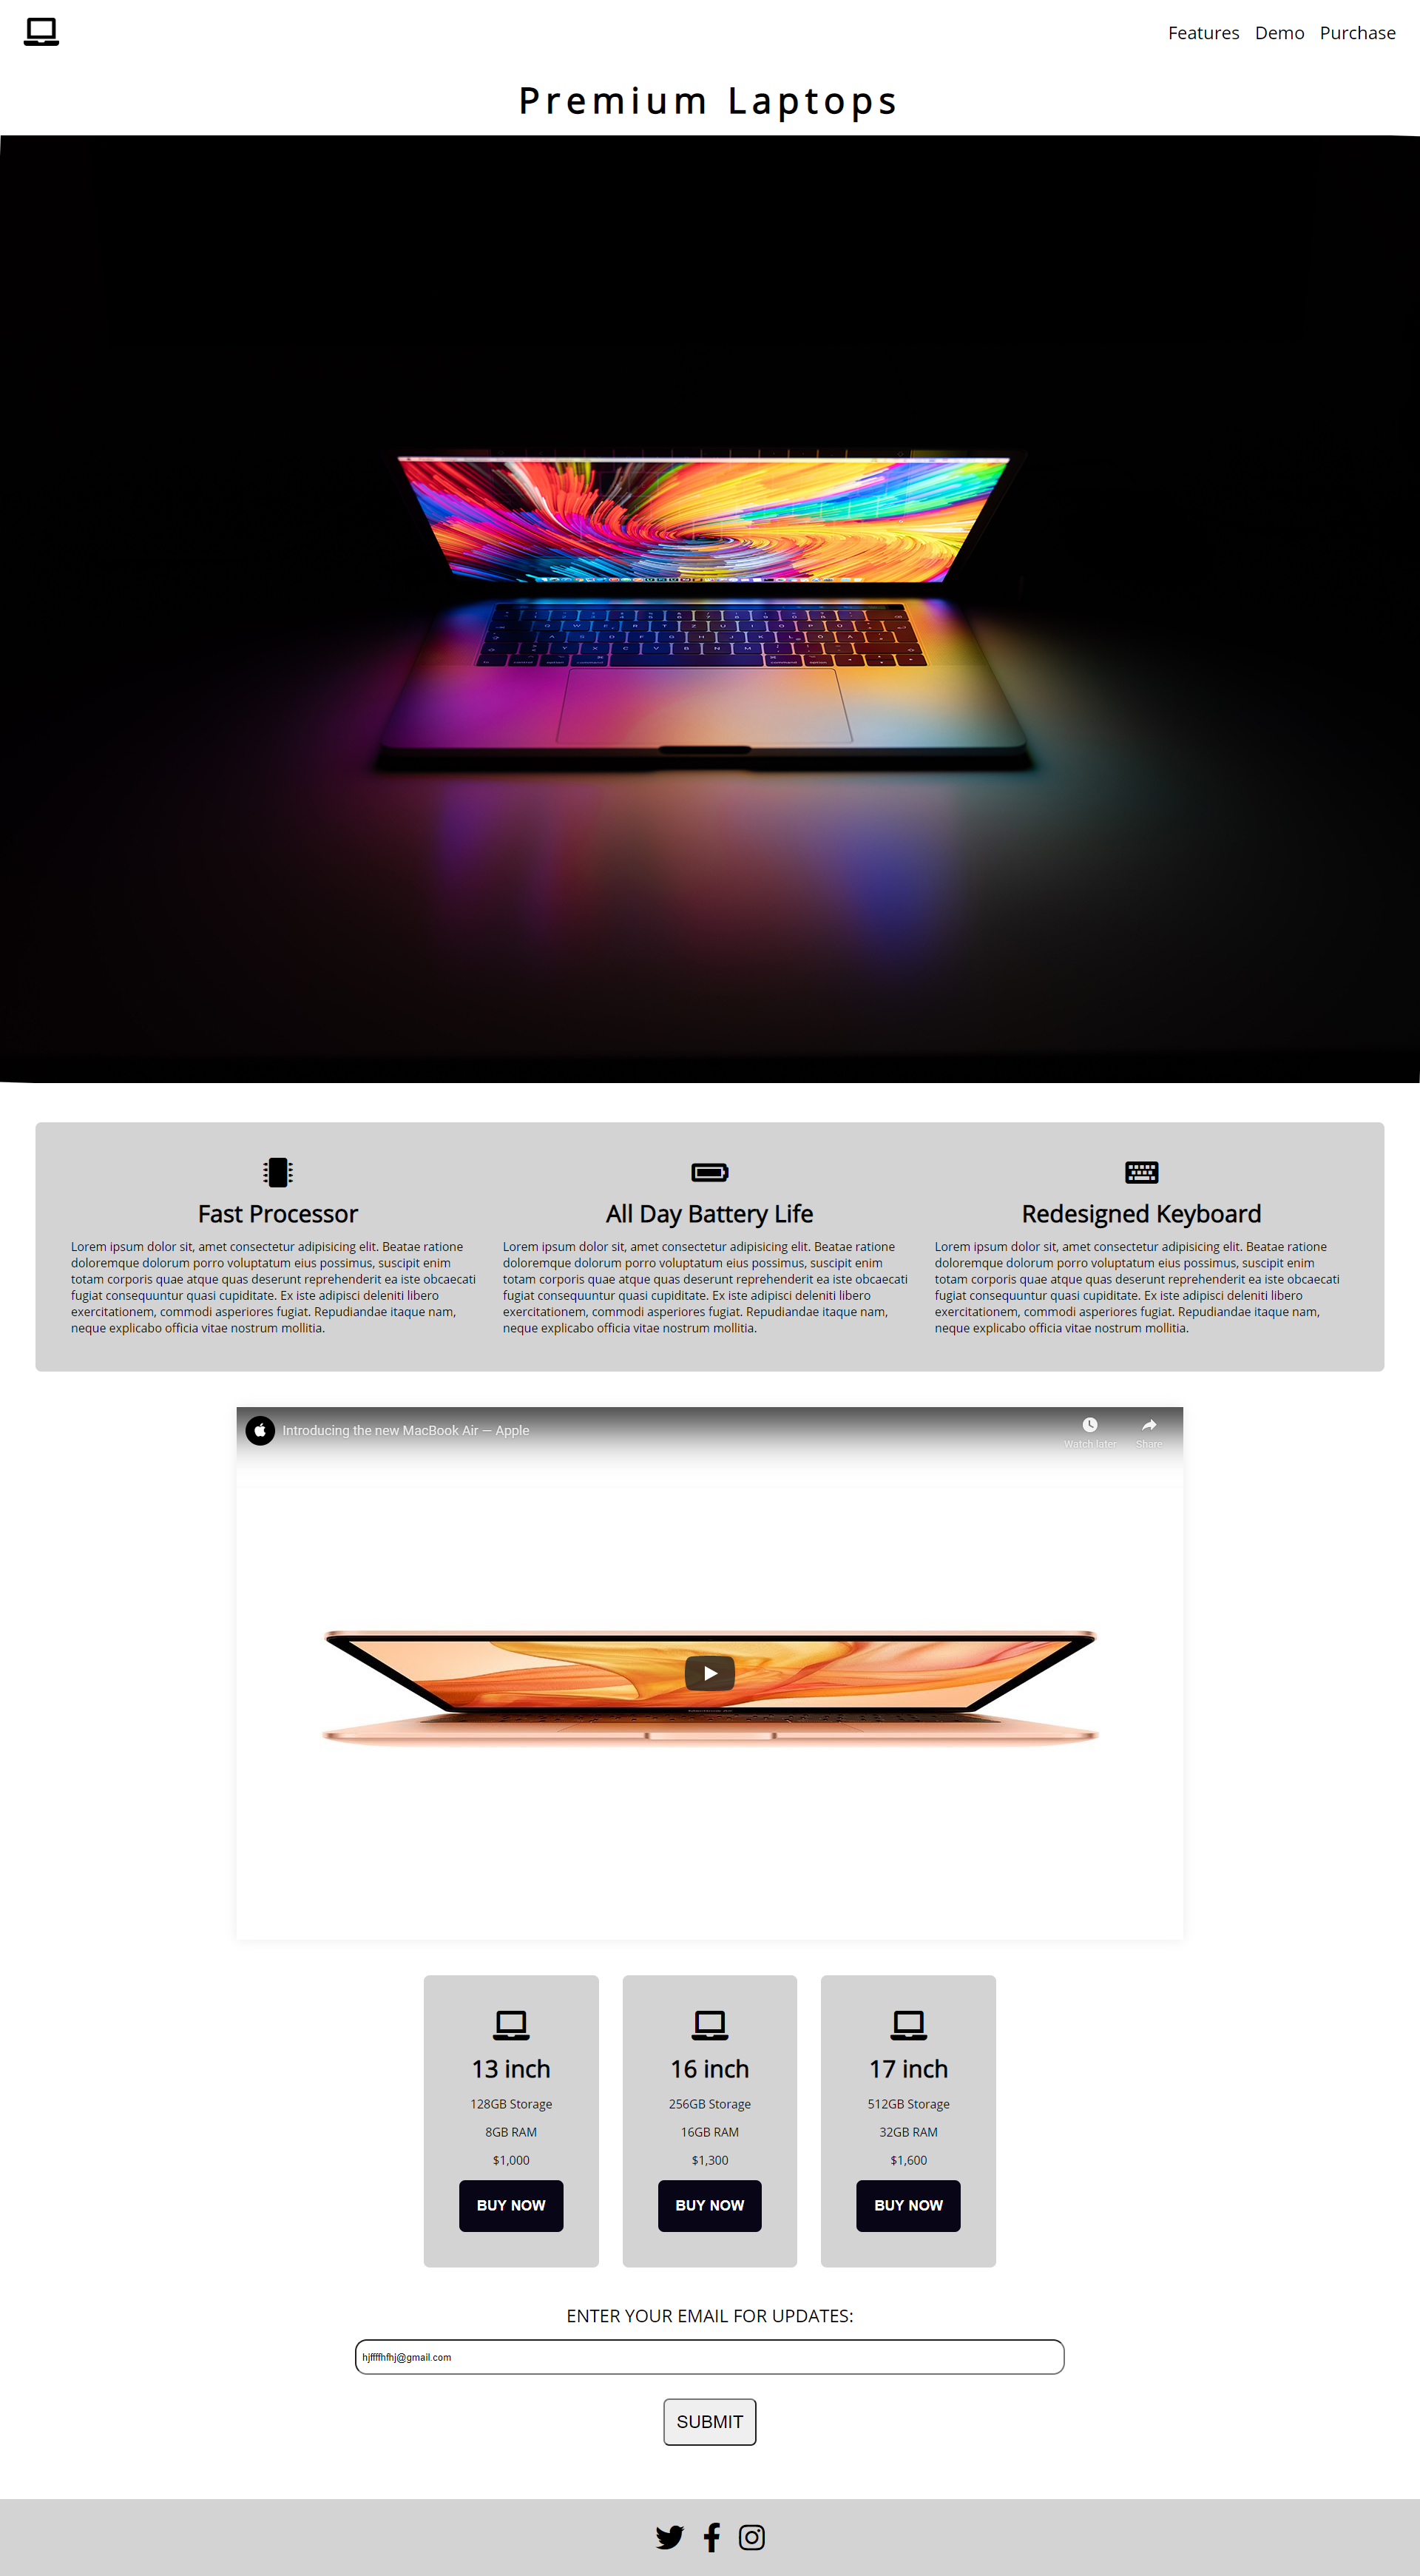 Features Demo Purchase
Premium Laptops
Fast Processor
Lorem ipsum dolor sit, amet consectetur adipisicing elit. Beatae ratione
doloremque dolorum porro voluptatum eius possimus, suscipit enim
totam corporis quae atque quas deserunt reprehenderit ea iste obcaecati
fugiat consequuntur quasi cupiditate. Ex iste adipisci deleniti libero
exercitationem, commodi asperiores fugiat. Repudiandae itaque nam,
neque explicabo officia vitae nostrum mollitia.
All Day Battery Life
Lorem ipsum dolor sit, amet consectetur adipisicing elit. Beatae ratione
doloremque dolorum porro voluptatum eius possimus, suscipit enim
totam corporis quae atque quas deserunt reprehenderit ea iste obcaecati
fugiat consequuntur quasi cupiditate. Ex iste adipisci deleniti libero
exercitationem, commodi asperiores fugiat. Repudiandae itaque nam,
neque explicabo officia vitae nostrum mollitia.
Redesigned Keyboard
Lorem ipsum dolor sit, amet consectetur adipisicing elit. Beatae ratione
doloremque dolorum porro voluptatum eius possimus, suscipit enim
totam corporis quae atque quas deserunt reprehenderit ea iste obcaecati
fugiat consequuntur quasi cupiditate. Ex iste adipisci deleniti libero
exercitationem, commodi asperiores fugiat. Repudiandae itaque nam,
neque explicabo officia vitae nostrum mollitia.
Introducing the new MacBook Air — Apple
Watch later
Share
MacBook Air
13 inch
128GB Storage
8GB RAM
$1,000
BUY NOW
16 inch
256GB Storage
16GB RAM
$1,300
BUY NOW
17 inch
512GB Storage
32GB RAM
$1,600
BUY NOW
ENTER YOUR EMAIL FOR UPDATES:
SUBMIT